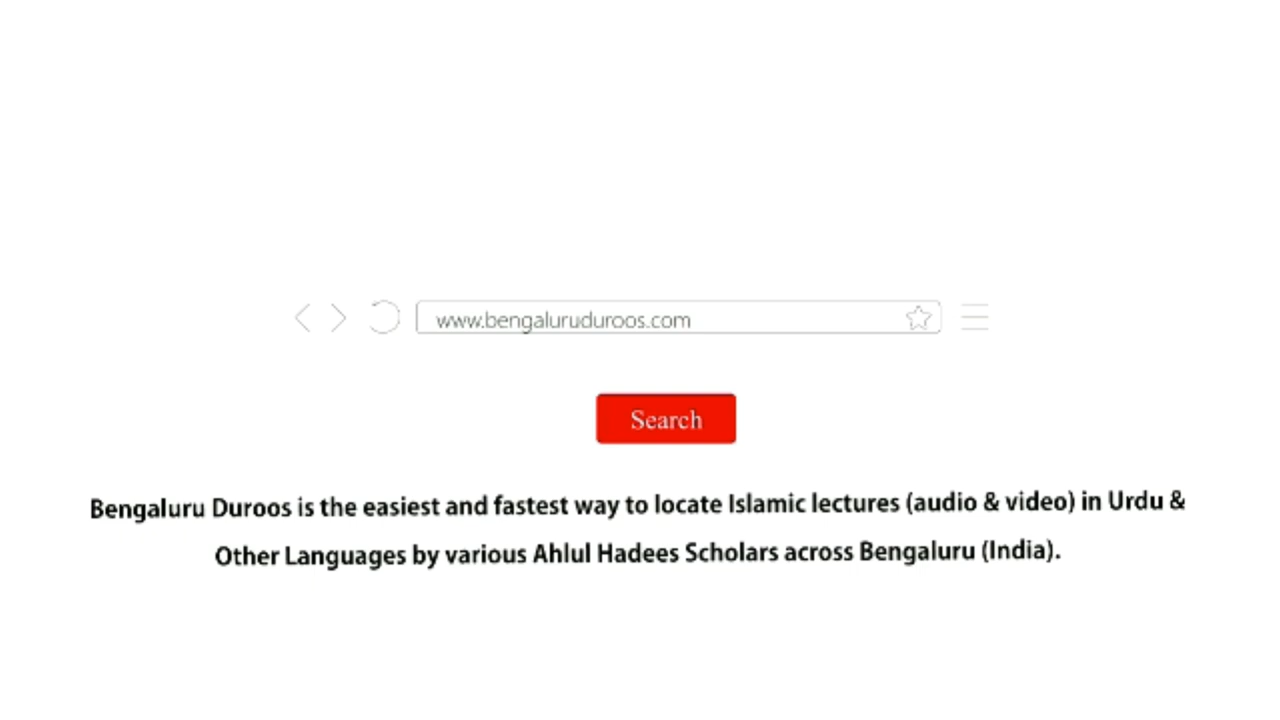 www.bengaluruduroos.com
Search
Bengaluru Duroos is the easiest and fastest way to locate Islamic lectures (audio & video) in Urdu &
Other Languages by various Ahlul Hadees Scholars across Bengaluru (India).